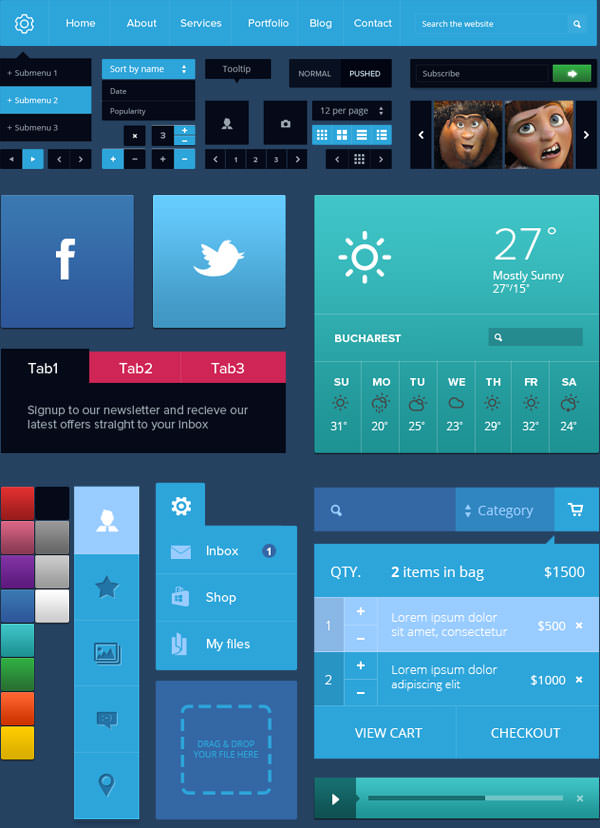 Home About Services Portfolio Blog Contact Search the website
+ Submenu 1
+ Submenu 2
+ Submenu 3
Sort by name
Date
Popularity
3
Tooltip
NORMAL PUSHED
12 per page
1 2 3
Subscribe
f
27°
Mostly Sunny
27°/15°
BUCHAREST
SU MO TU WE TH FR SA
31° 20° 25° 23° 29° 32° 24°
Tab1 Tab2 Tab3
Signup to our newsletter and recieve our
latest offers straight to your Inbox
Inbox 1
Shop
My files
DRAG & DROP
YOUR FILE HERE
Category
QTY. 2 items in bag $1500
1 + − Lorem ipsum dolor
sit amet, consectetur $500 ×
2 + − Lorem ipsum dolor
adipiscing elit $1000 ×
VIEW CART CHECKOUT